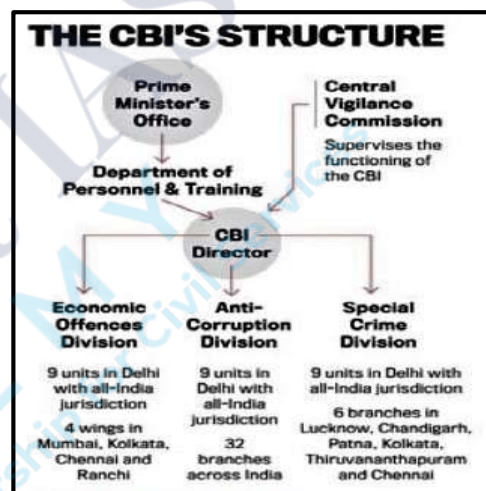 THE CBI'S STRUCTURE
Prime
Minister's
Office
Central
Vigilance
Commission
Supervises the
functioning of
the CBI
Department of
Personnel & Training
CBI
Director
Economic
Offences
Division
9 units in Delhi
with all-India
jurisdiction
4 wings in
Mumbai, Kolkata,
Chennai and
Ranchi
Anti-
Corruption
Division
9 units in
Delhi with
all-India
jurisdiction
32
branches
across India
Special
Crime
Division
9 units in Delhi with
all-India jurisdiction
6 branches in
Lucknow, Chandigarh,
Patna, Kolkata,
Thiruvananthapuram
and Chennai